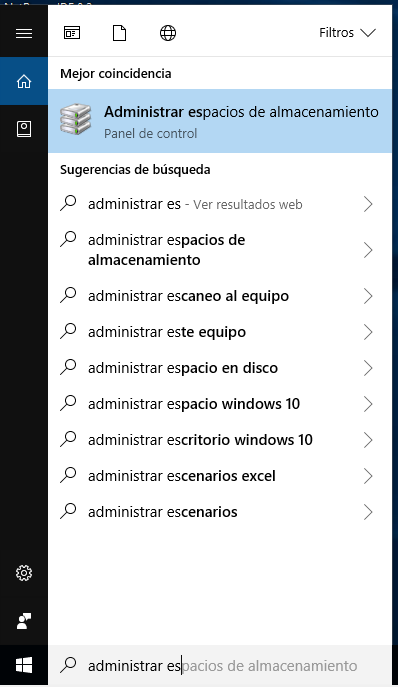 Filtros
Mejor coincidencia
Administrar espacios de almacenamiento
Panel de control
Sugerencias de búsqueda
administrar es - Ver resultados web
administrar espacios de
almacenamiento
administrar escaneo al equipo
administrar este equipo
administrar espacio en disco
administrar espacio windows 10
administrar escritorio windows 10
administrar escenarios excel
administrar escenarios
administrar espacios de almacenamiento